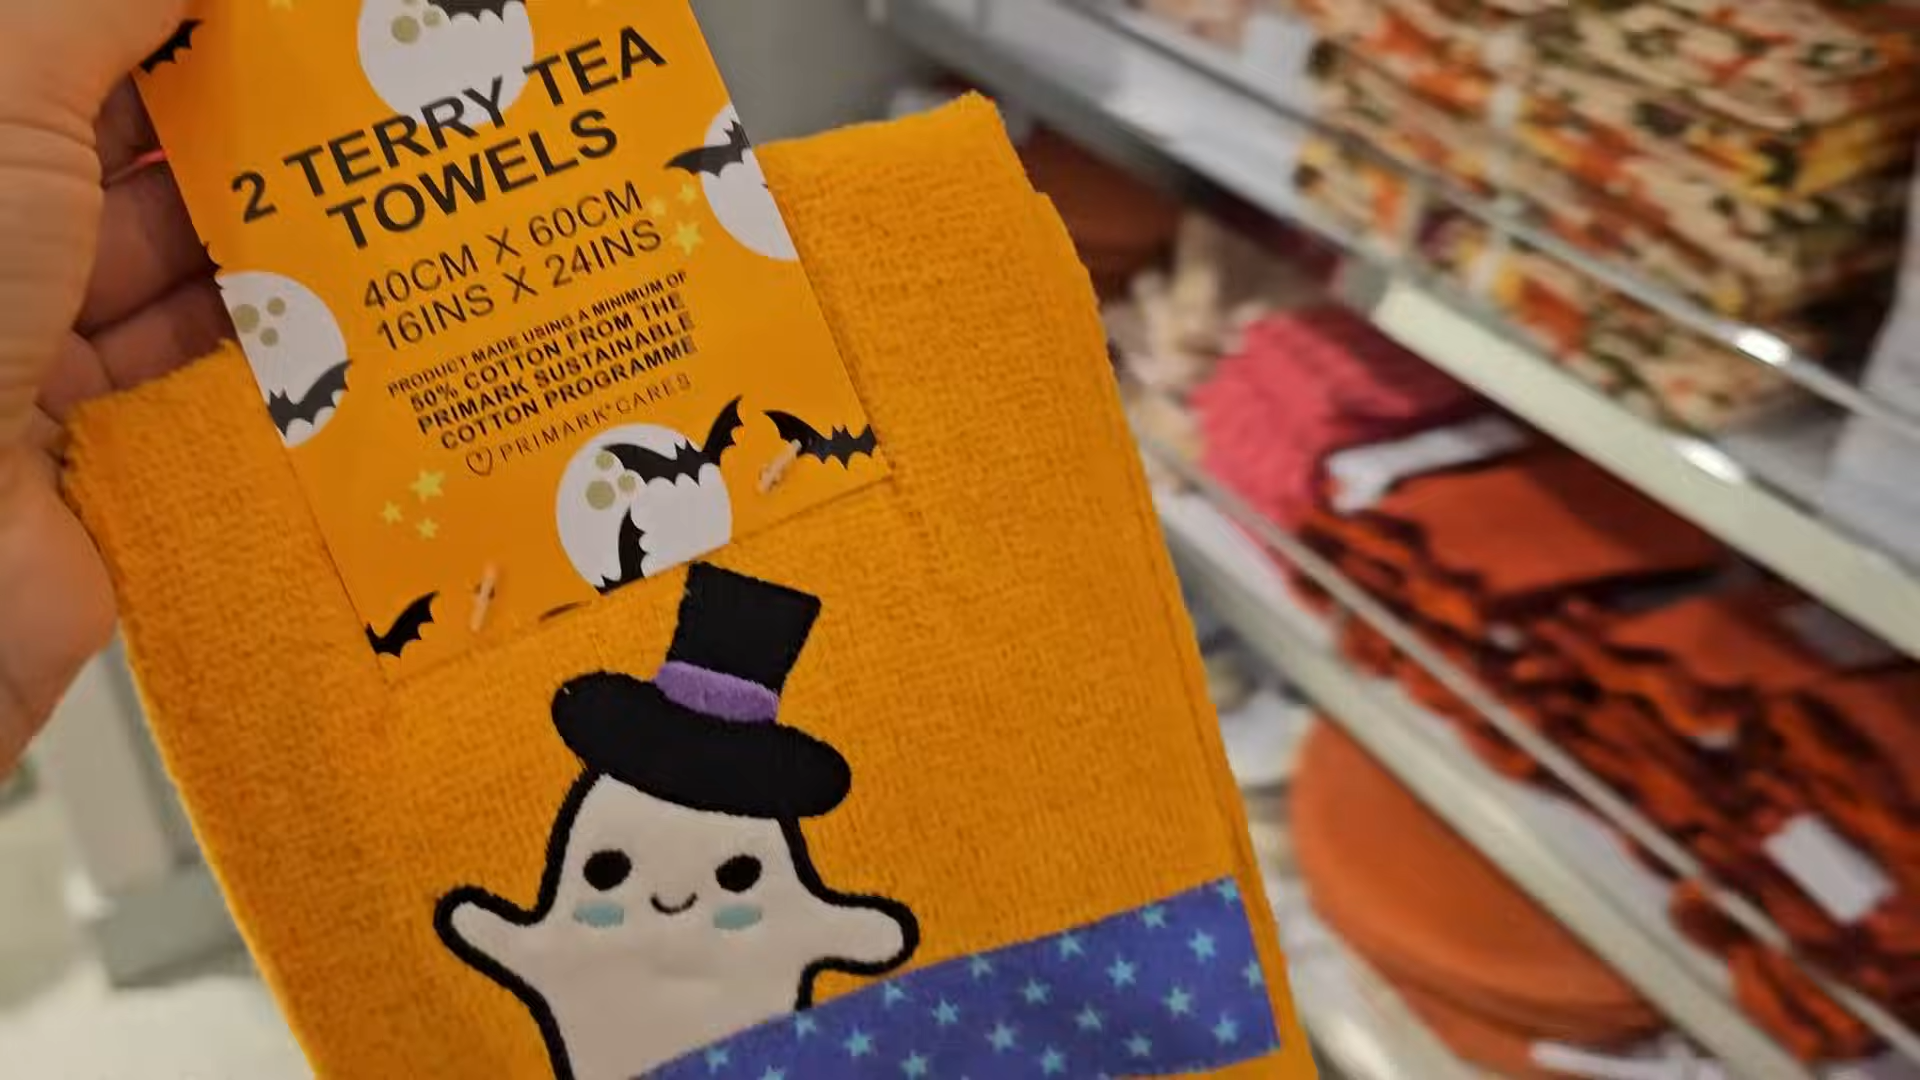 2 TERRY TEA
TOWELS
40CM X 60CM
16INS X 24INS
PRODUCT MADE USING A MINIMUM OF
50% COTTON FROM THE
PRIMARK SUSTAINABLE
COTTON PROGRAMME
PRIMARK®CARES